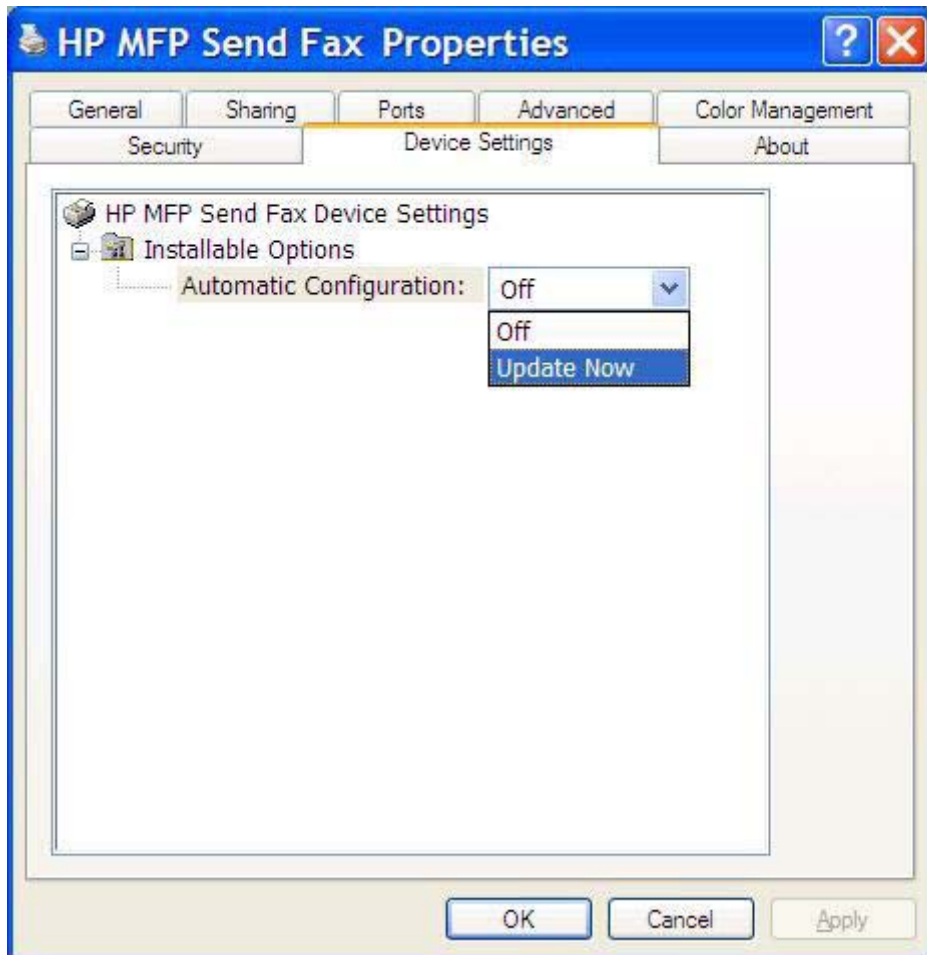 HP MFP Send Fax Properties
General Sharing Ports Advanced Color Management
Security Device Settings About
HP MFP Send Fax Device Settings
Installable Options
Automatic Configuration: Off
Off
Update Now
OK Cancel Apply